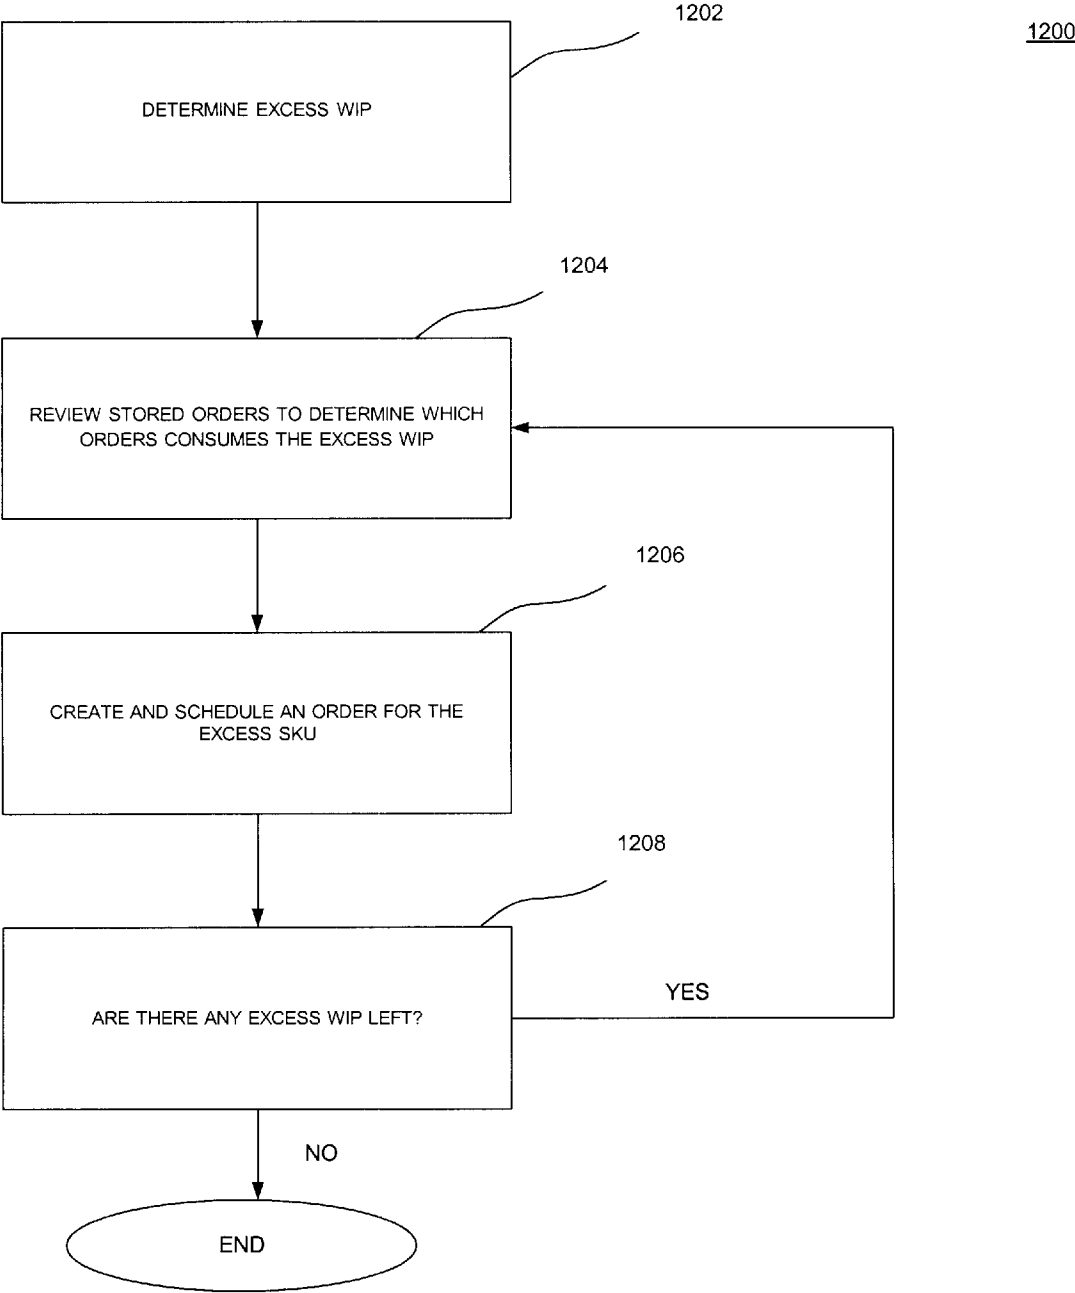 1202
1200
DETERMINE EXCESS WIP
1204
REVIEW STORED ORDERS TO DETERMINE WHICH
ORDERS CONSUMES THE EXCESS WIP
1206
CREATE AND SCHEDULE AN ORDER FOR THE
EXCESS SKU
1208
ARE THERE ANY EXCESS WIP LEFT?
YES
NO
END